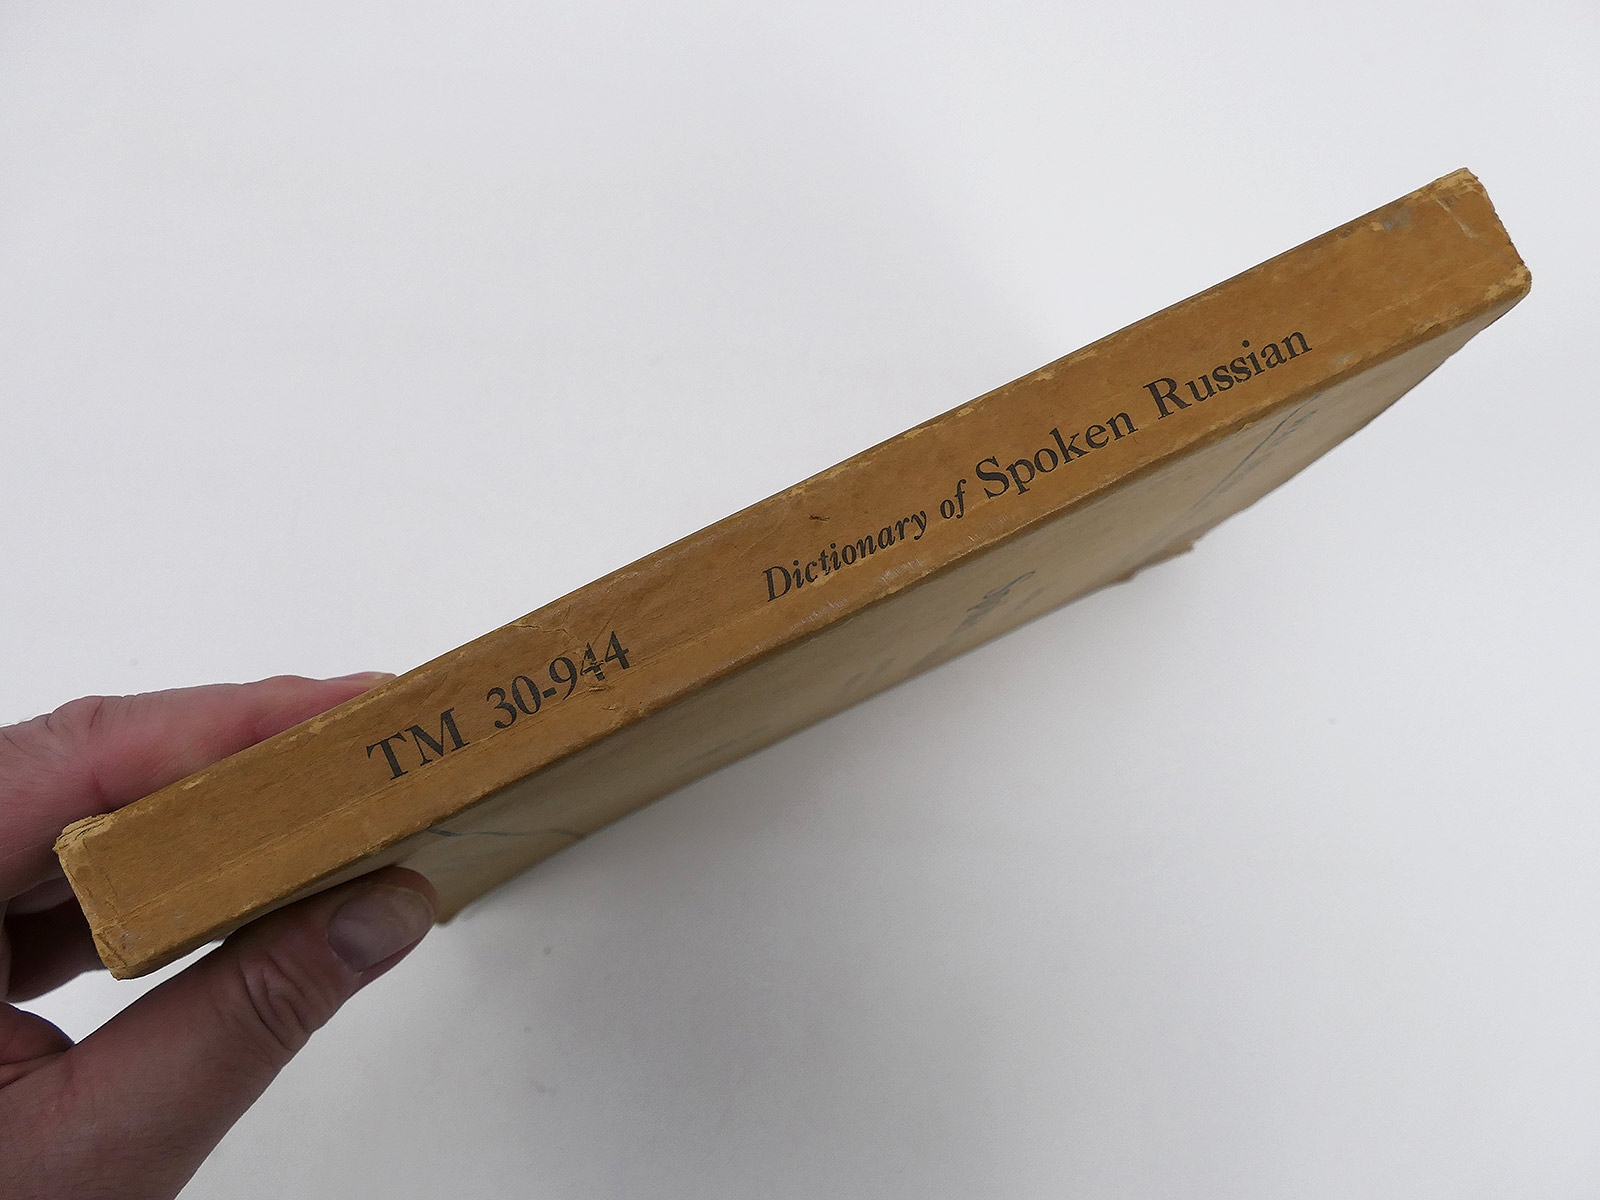 TM 30-944 Dictionary of Spoken Russian